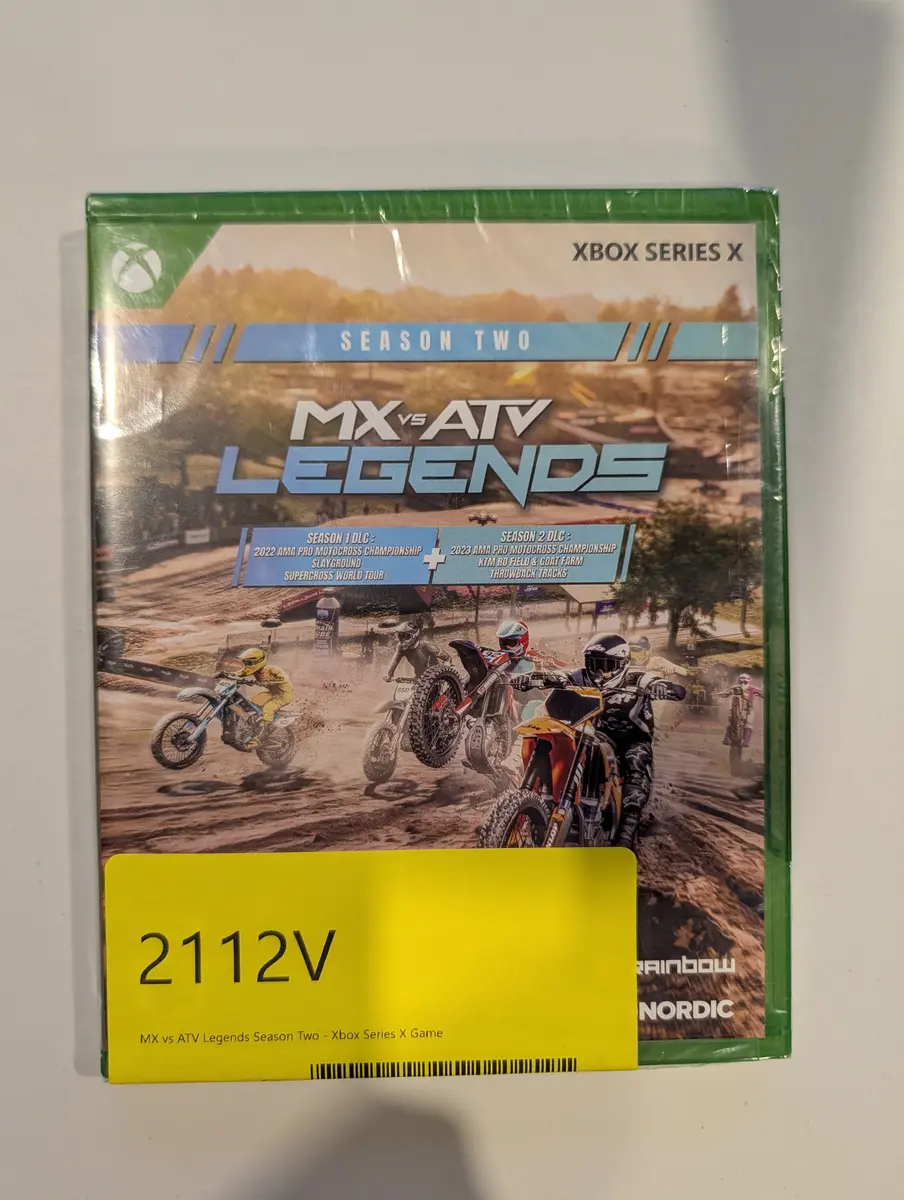 XBOX SERIES X
SEASON TWO
MX vs ATV
LEGENDS
SEASON 1 DLC :
2022 AMA PRO MOTOCROSS CHAMPIONSHIP
SLAYGROUND
SUPERCROSS WORLD TOUR
+
SEASON 2 DLC :
2023 AMA PRO MOTOCROSS CHAMPIONSHIP
KTM RD FIELD & GOAT FARM
THROWBACK TRACKS
RAINBOW
NORDIC
2112V
MX vs ATV Legends Season Two - Xbox Series X Game